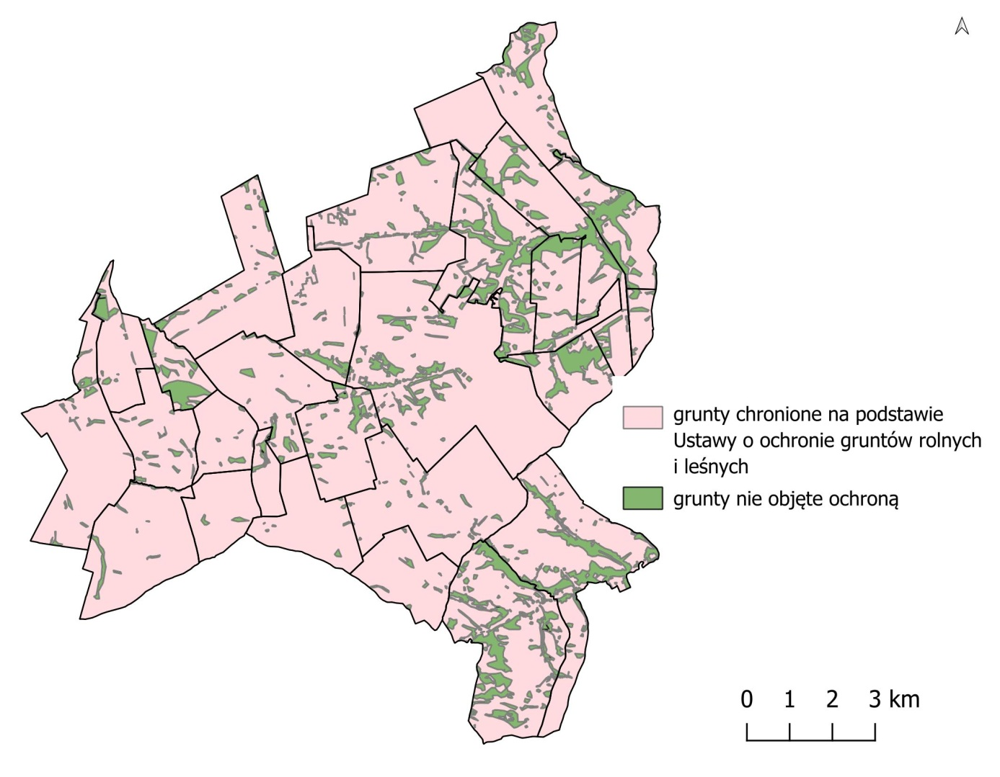 grunty chronione na podstawie
Ustawy o ochronie gruntów rolnych
i leśnych
grunty nie objęte ochroną
0 1 2 3 km